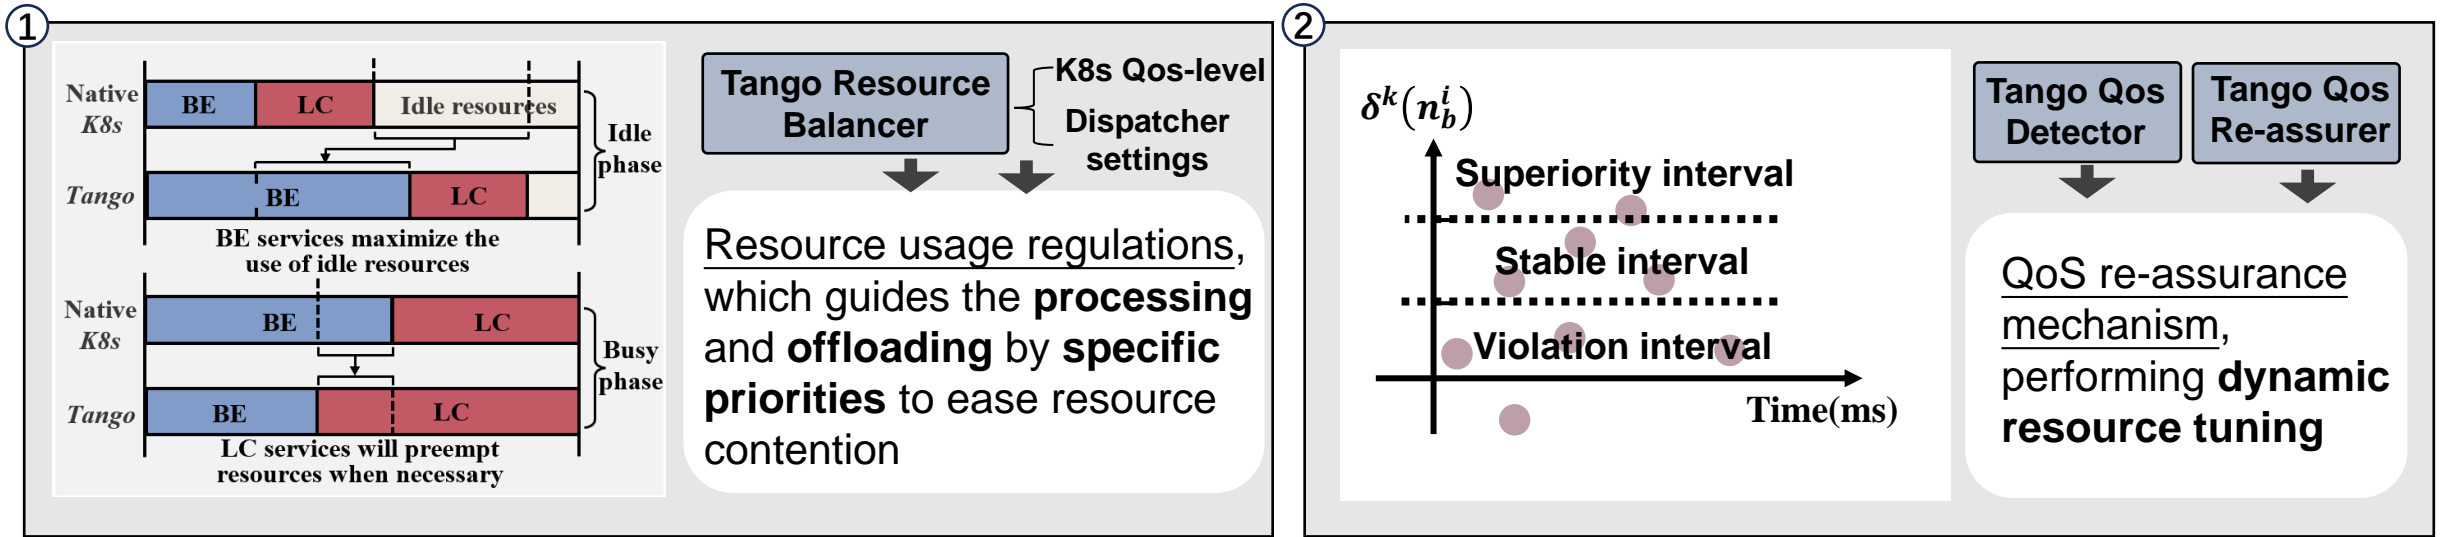 ①
Native
K8s
BE
LC
Idle resources
Tango
BE
LC
Idle
phase
BE services maximize the
use of idle resources
Native
K8s
BE
LC
Tango
BE
LC
Busy
phase
LC services will preempt
resources when necessary
Tango Resource
Balancer
K8s Qos-level
Dispatcher
settings
Resource usage regulations,
which guides the processing
and offloading by specific
priorities to ease resource
contention
②
δ^k(n_b^i)
Superiority interval
Stable interval
Violation interval
Time(ms)
Tango Qos
Detector
Tango Qos
Re-assurer
QoS re-assurance
mechanism,
performing dynamic
resource tuning